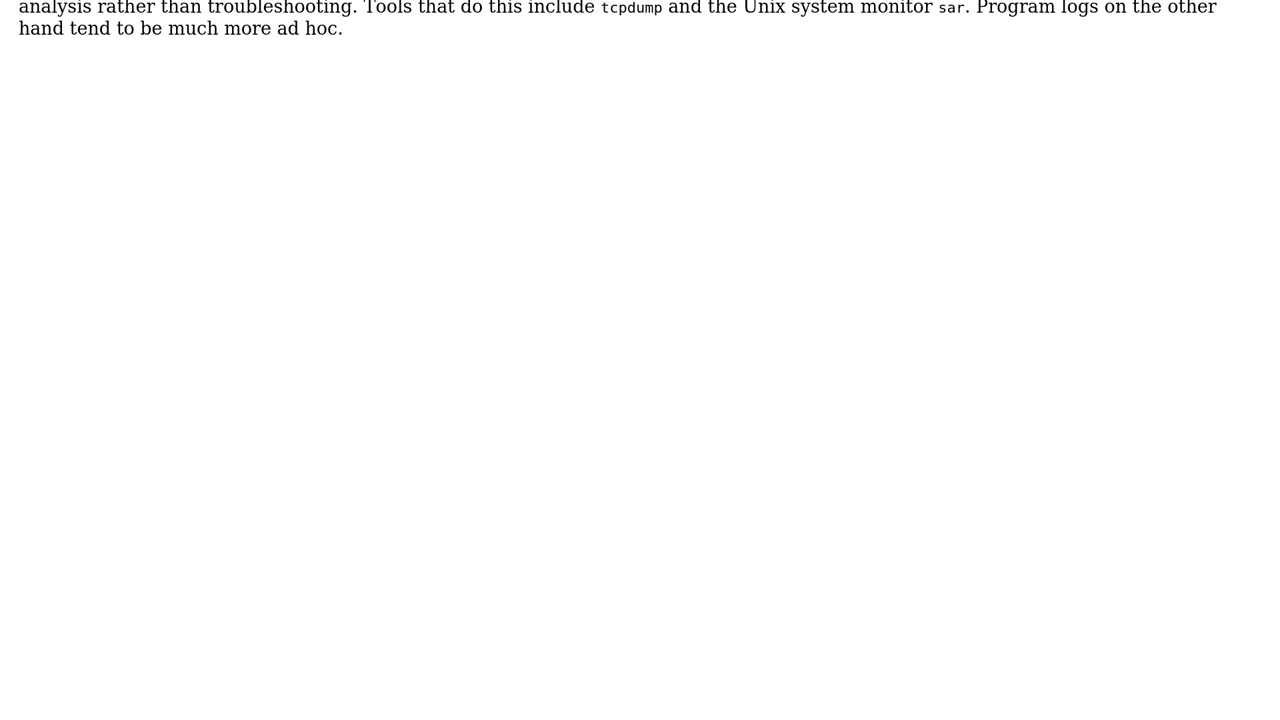 analysis rather than troubleshooting. Tools that do this include tcpdump and the Unix system monitor sar. Program logs on the other
hand tend to be much more ad hoc.